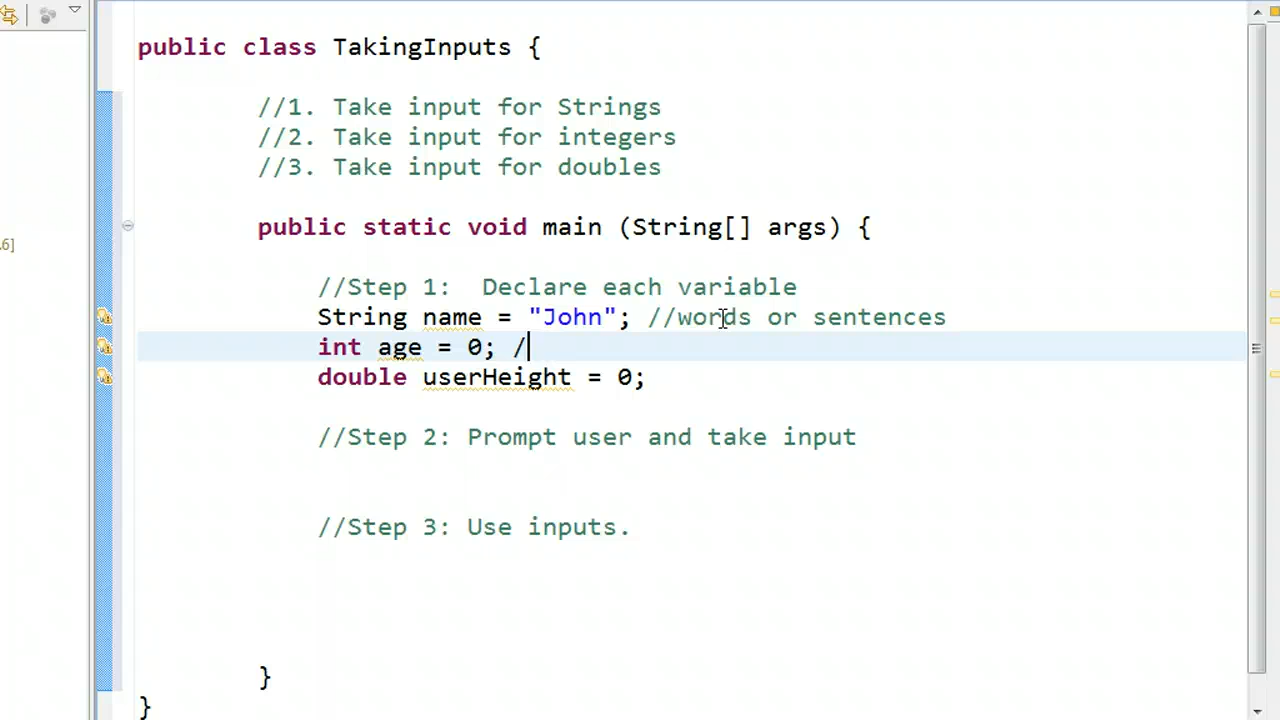 public class TakingInputs {
//1. Take input for Strings
//2. Take input for integers
//3. Take input for doubles
public static void main (String[] args) {
.6]
//Step 1:  Declare each variable
String name = "John"; //words or sentences
int age = 0; /
double userHeight = 0;
//Step 2: Prompt user and take input
//Step 3: Use inputs.
}
}